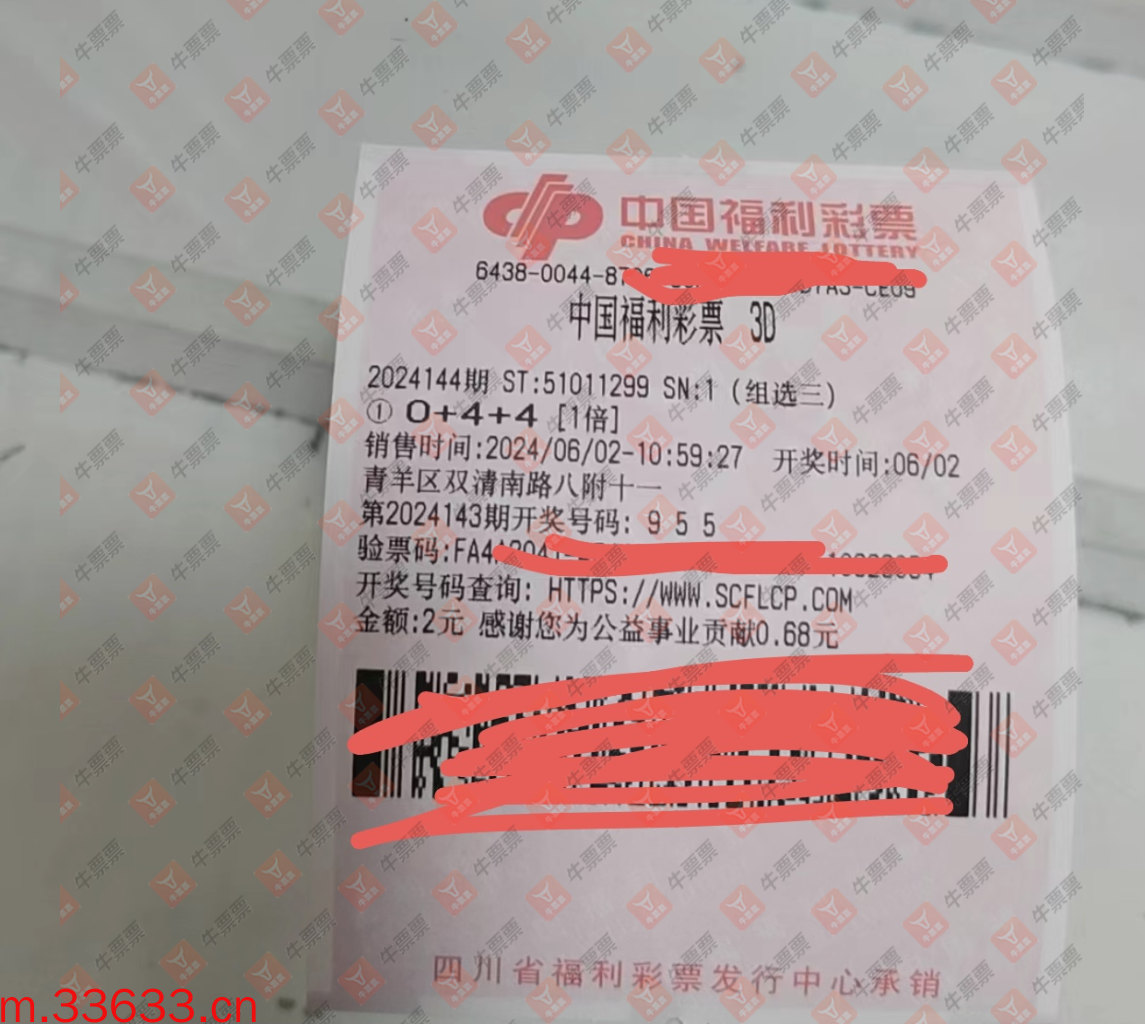 中国福利彩票
CHINA WELFARE LOTTERY
6438-0044-87
中国福利彩票 3D
2024144期 ST:51011299 SN:1 (组选三)
① 0+4+4 [1倍]
销售时间:2024/06/02-10:59:27 开奖时间:06/02
青羊区双清南路八附十一
第2024143期开奖号码: 9 5 5
验票码:FA4
开奖号码查询: HTTPS://WWW.SCFLCP.COM
金额:2元 感谢您为公益事业贡献0.68元
四川省福利彩票发行中心承销
m.33633.cn
牛票票